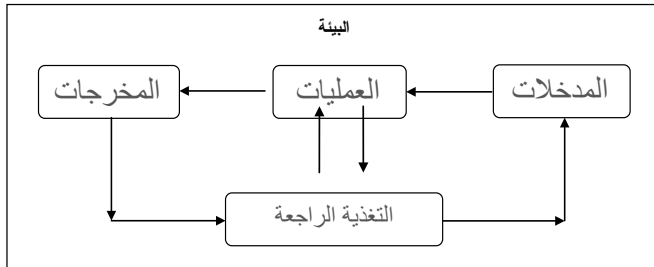 البيئة
المدخلات
العمليات
المخرجات
التغذية الراجعة